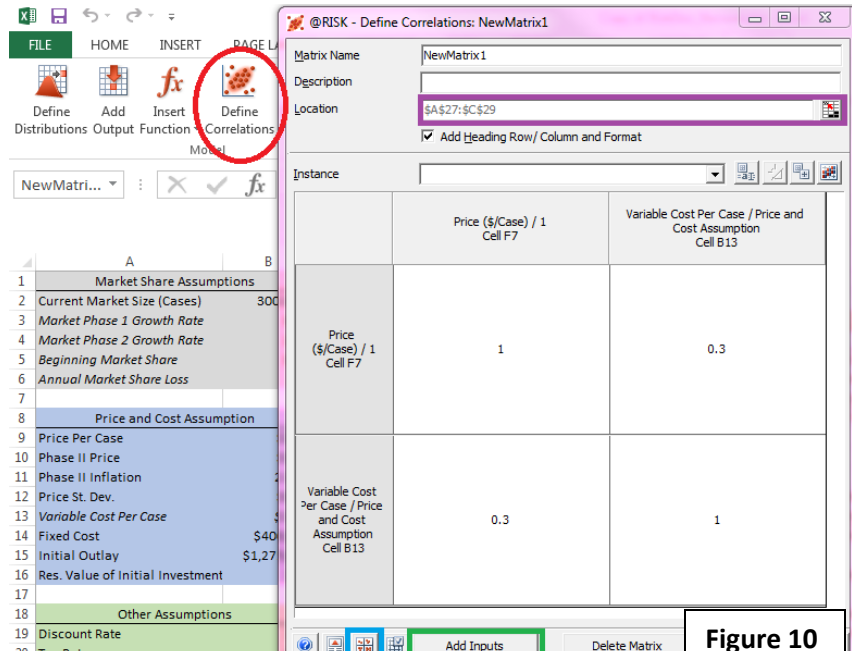 FILE HOME INSERT PAGE LA
Define Add Insert Define
Distributions Output Function Correlations
Model
NewMatri... fx
A B
1 Market Share Assumptions
2 Current Market Size (Cases) 300
3 Market Phase 1 Growth Rate
4 Market Phase 2 Growth Rate
5 Beginning Market Share
6 Annual Market Share Loss
7
8 Price and Cost Assumption
9 Price Per Case
10 Phase II Price
11 Phase II Inflation
12 Price St. Dev.
13 Variable Cost Per Case
14 Fixed Cost $40
15 Initial Outlay $1,27
16 Res. Value of Initial Investment
17
18 Other Assumptions
19 Discount Rate
@RISK - Define Correlations: NewMatrix1
Matrix Name NewMatrix1
Description
Location $A$27:$C$29
Add Heading Row/ Column and Format
Instance
Price ($/Case) / 1
Cell F7
Variable Cost Per Case / Price and
Cost Assumption
Cell B13
Price
($/Case) / 1
Cell F7
1 0.3
Variable Cost
Per Case / Price
and Cost
Assumption
Cell B13
0.3 1
Add Inputs Delete Matrix
Figure 10